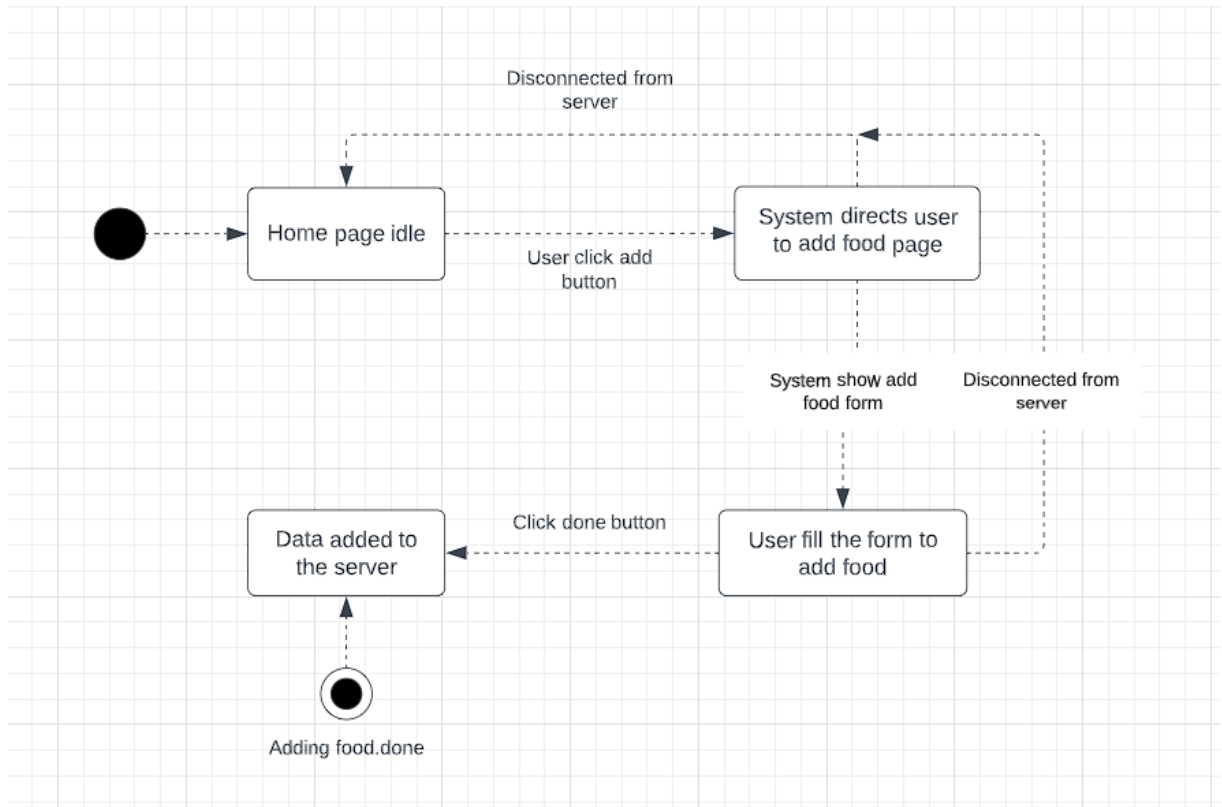 Disconnected from
server
Home page idle
User click add
button
System directs user
to add food page
System show add
food form
Disconnected from
server
Data added to
the server
Click done button
User fill the form to
add food
Adding food.done